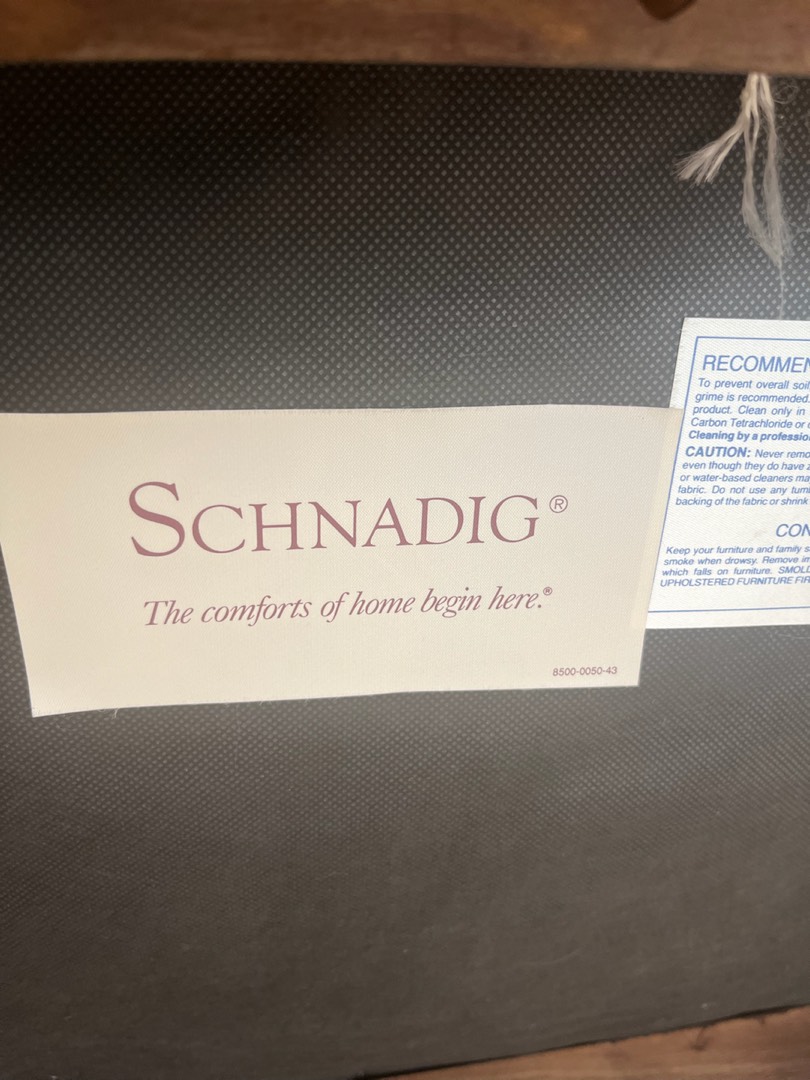 SCHNADIG®
The comforts of home begin here.®
8500-0050-43
RECOMMEN
To prevent overall soil
grime is recommended.
product. Clean only in
Carbon Tetrachloride or
Cleaning by a professio
CAUTION: Never remo
even though they do have
or water-based cleaners ma
fabric. Do not use any tum
backing of the fabric or shrink
CON
Keep your furniture and family s
smoke when drowsy. Remove im
which falls on furniture. SMOL
UPHOLSTERED FURNITURE FIR